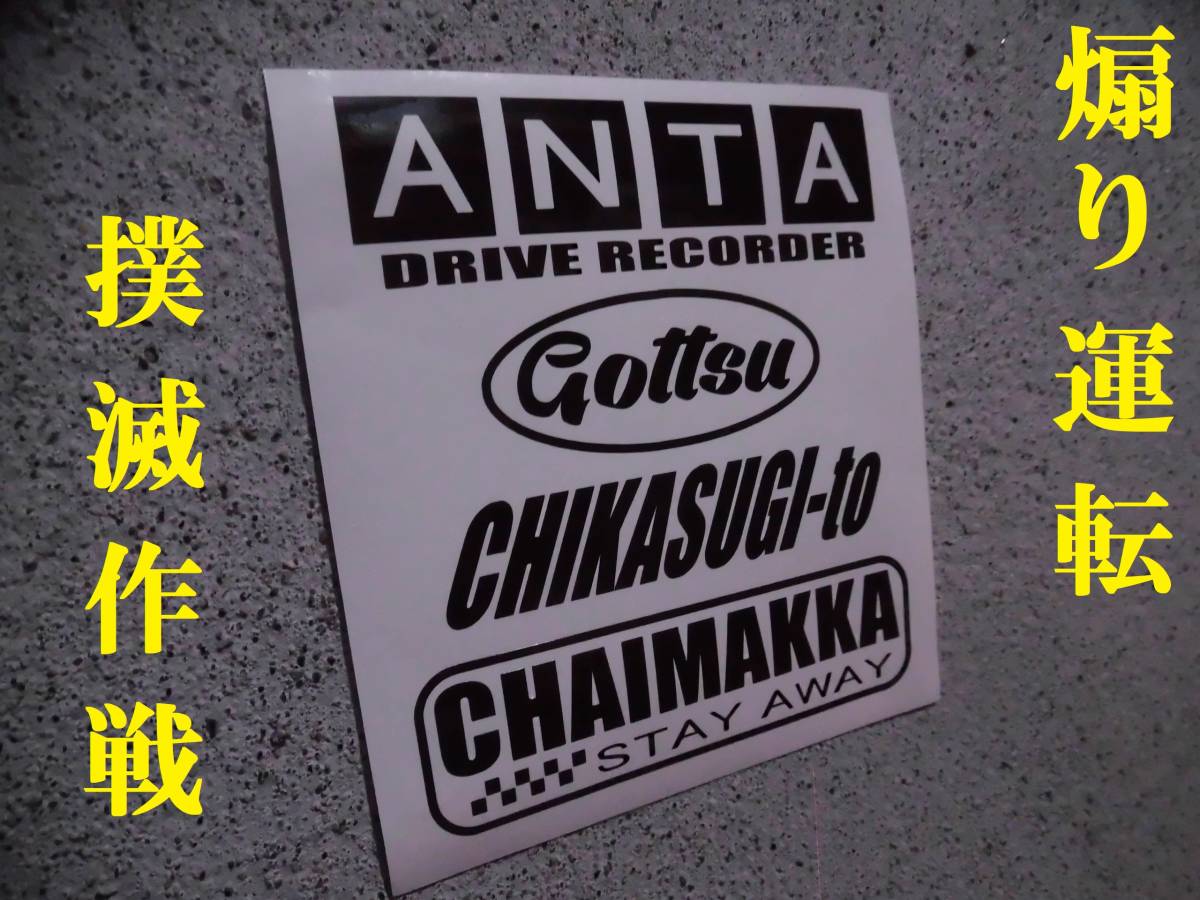 煽り運転
撲滅作戦
ANTA
DRIVE RECORDER
Gottsu
CHIKASUGI-to
CHAIMAKKA
STAY AWAY